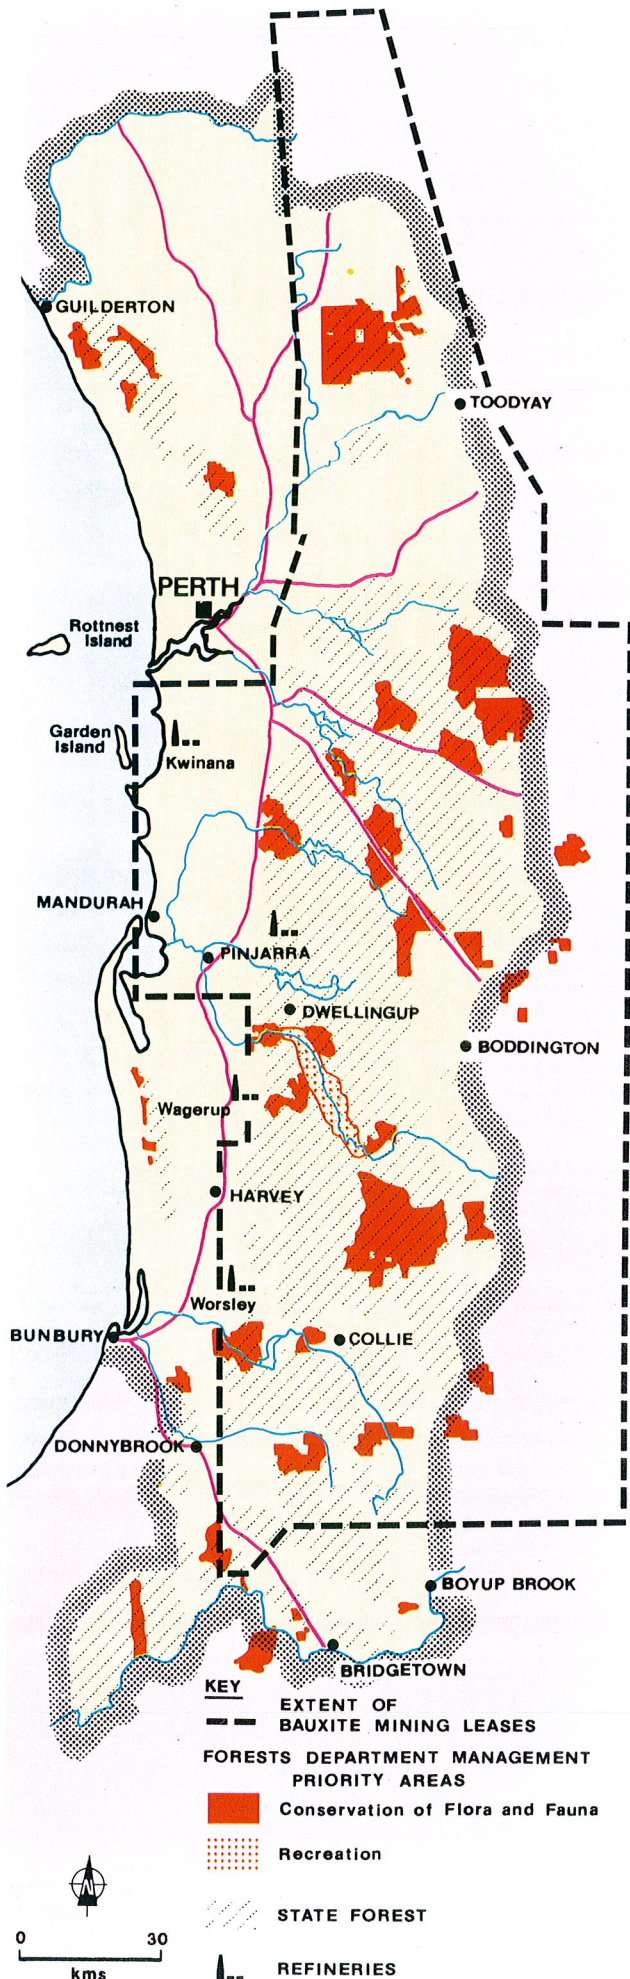 GUILDERTON
TOODYAY
PERTH
Rottnest
Island
Garden
Island
Kwinana
MANDURAH
PINJARRA
DWELLINGUP
BODDINGTON
Wagerup
HARVEY
Worsley
BUNBURY
COLLIE
DONNYBROOK
BOYUP BROOK
BRIDGETOWN
KEY
EXTENT OF
BAUXITE MINING LEASES
FORESTS DEPARTMENT MANAGEMENT
PRIORITY AREAS
Conservation of Flora and Fauna
Recreation
STATE FOREST
REFINERIES
N
0 30
kms